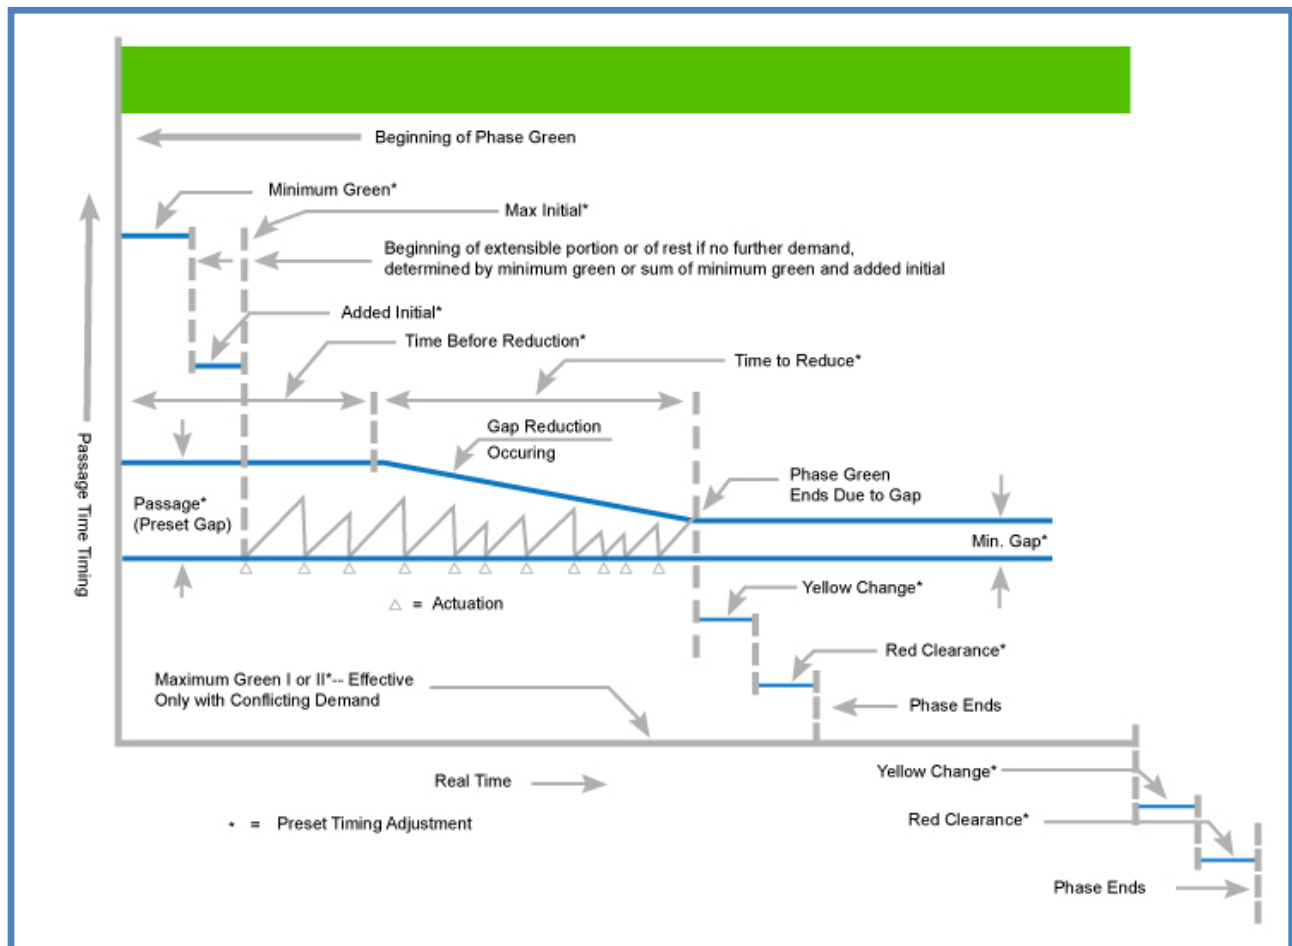 Beginning of Phase Green
Minimum Green*
Max Initial*
Beginning of extensible portion or of rest if no further demand,
determined by minimum green or sum of minimum green and added initial
Added Initial*
Time Before Reduction*
Time to Reduce*
Gap Reduction
Occuring
Phase Green
Ends Due to Gap
Passage*
(Preset Gap)
Min. Gap*
Passage Time Timing
Yellow Change*
△ = Actuation
Red Clearance*
Maximum Green I or II*-- Effective
Only with Conflicting Demand
Phase Ends
Real Time
Yellow Change*
* = Preset Timing Adjustment
Red Clearance*
Phase Ends